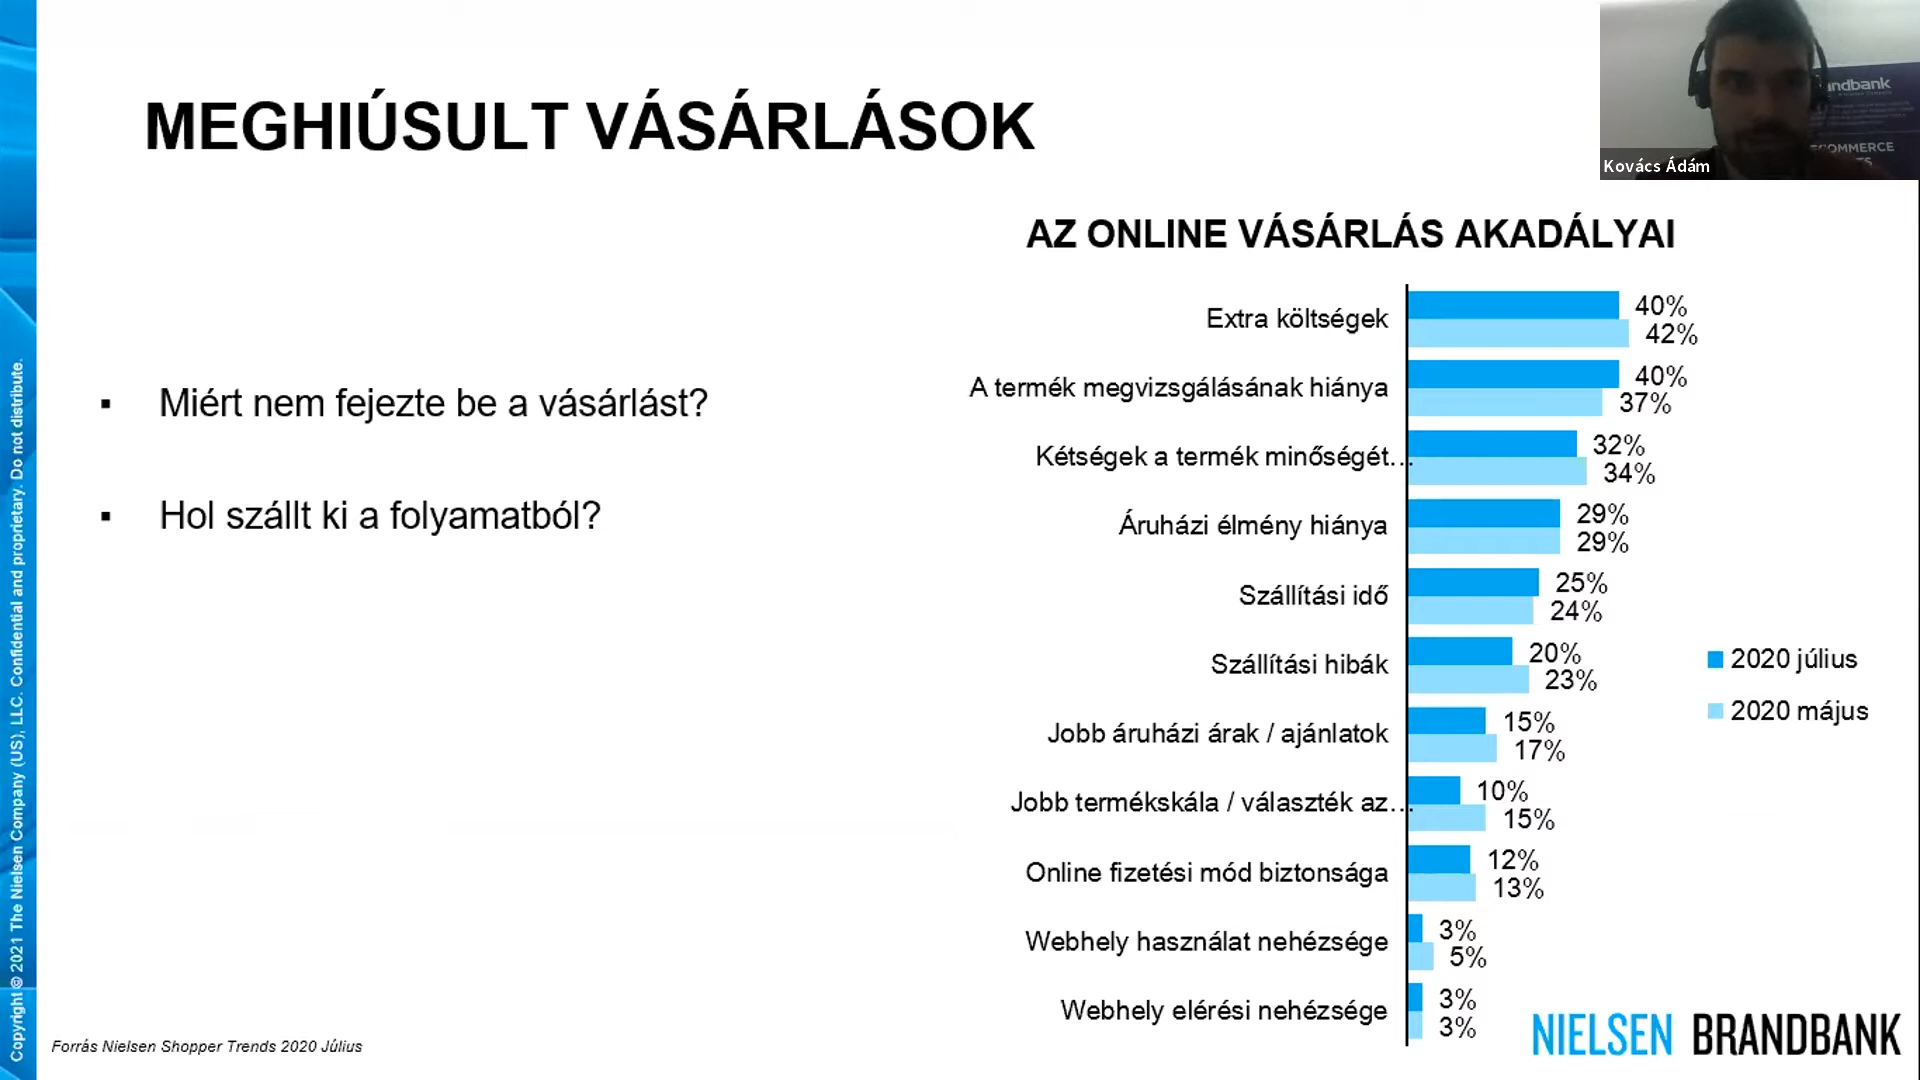 MEGHIÚSULT VÁSÁRLÁSOK
ndbank
COMMERCE
Kovács Ádám
Miért nem fejezte be a vásárlást?
Hol szállt ki a folyamatból?
AZ ONLINE VÁSÁRLÁS AKADÁLYAI
Extra költségek 40% 42%
A termék megvizsgálásának hiánya 40% 37%
Kétségek a termék minőségét… 32% 34%
Áruházi élmény hiánya 29% 29%
Szállítási idő 25% 24%
Szállítási hibák 20% 23%
Jobb áruházi árak / ajánlatok 15% 17%
Jobb termékskála / választék az… 10% 15%
Online fizetési mód biztonsága 12% 13%
Webhely használat nehézsége 3% 5%
Webhely elérési nehézsége 3% 3%
2020 július
2020 május
Forrás Nielsen Shopper Trends 2020 Július
NIELSEN BRANDBANK
Copyright © 2021 The Nielsen Company (US), LLC. Confidential and proprietary. Do not distribute.